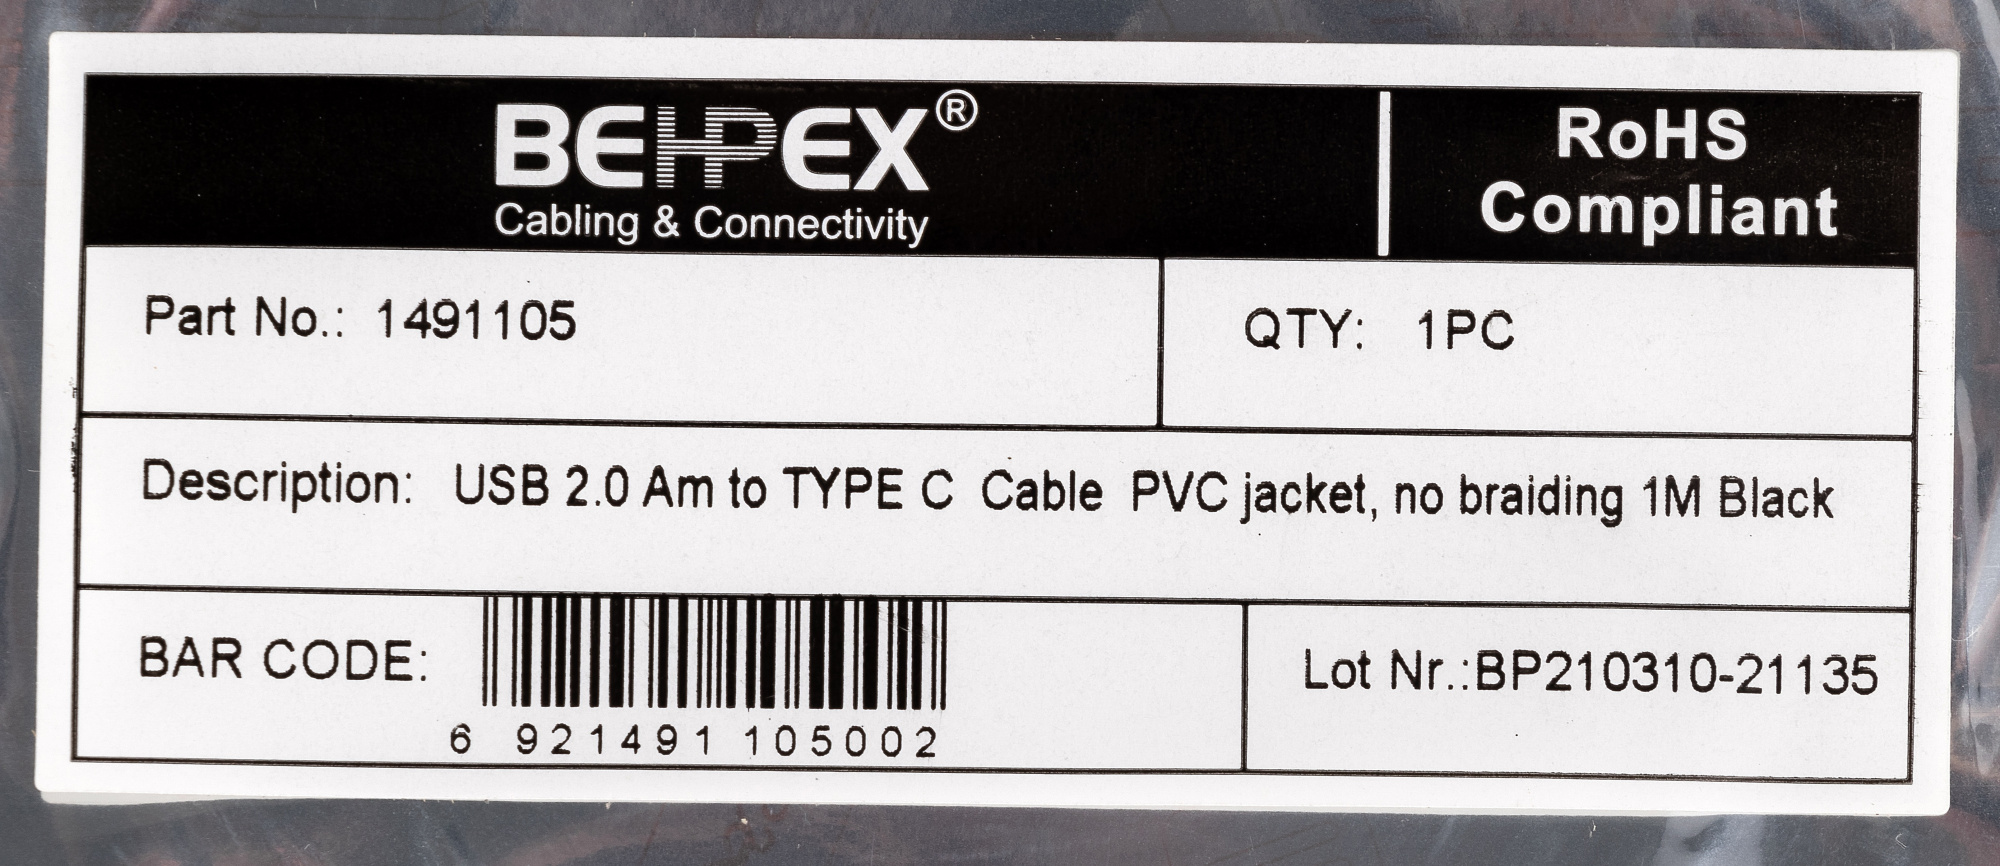 BEHPEX®
Cabling & Connectivity
RoHS
Compliant
Part No.: 1491105
QTY: 1PC
Description: USB 2.0 Am to TYPE C Cable PVC jacket, no braiding 1M Black
BAR CODE:
6 921491 105002
Lot Nr.:BP210310-21135